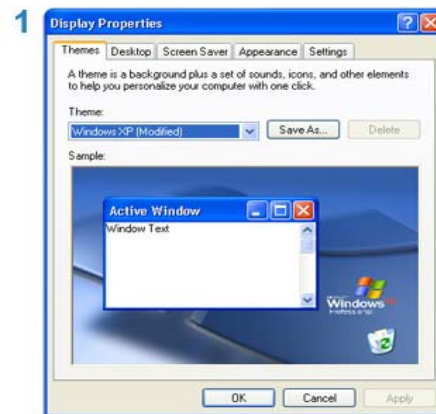 1
Display Properties
Themes Desktop Screen Saver Appearance Settings
A theme is a background plus a set of sounds, icons, and other elements
to help you personalize your computer with one click.
Theme:
Windows XP (Modified) Save As... Delete
Sample:
Active Window
Window Text
Windows
Professional
OK Cancel Apply